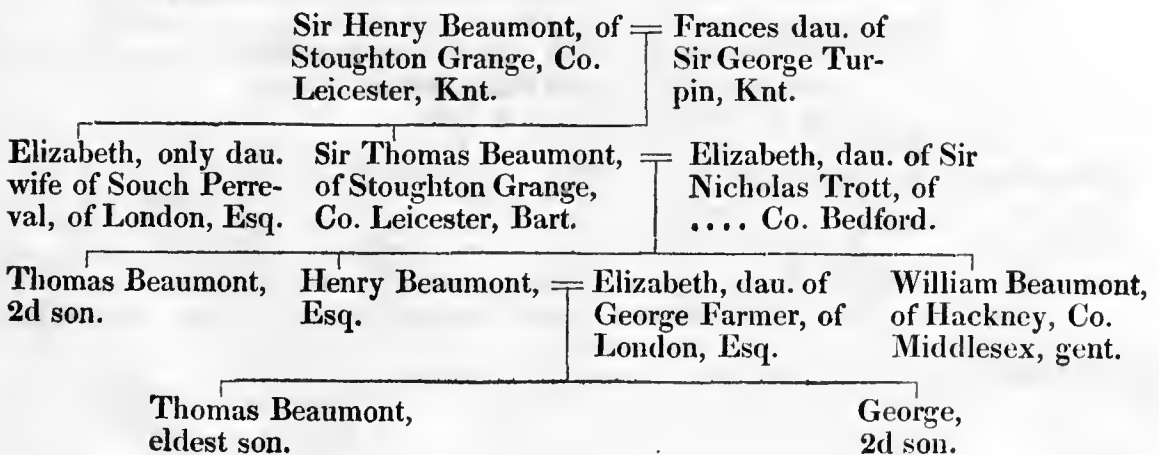 Sir Henry Beaumont, of = Frances dau. of
Stoughton Grange, Co. Sir George Tur-
Leicester, Knt. pin, Knt.
Elizabeth, only dau. Sir Thomas Beaumont, = Elizabeth, dau. of Sir
wife of Souch Perre- of Stoughton Grange, Nicholas Trott, of
val, of London, Esq. Co. Leicester, Bart. .... Co. Bedford.
Thomas Beaumont, Henry Beaumont, = Elizabeth, dau. of William Beaumont,
2d son. Esq. George Farmer, of of Hackney, Co.
London, Esq. Middlesex, gent.
Thomas Beaumont, George,
eldest son. 2d son.